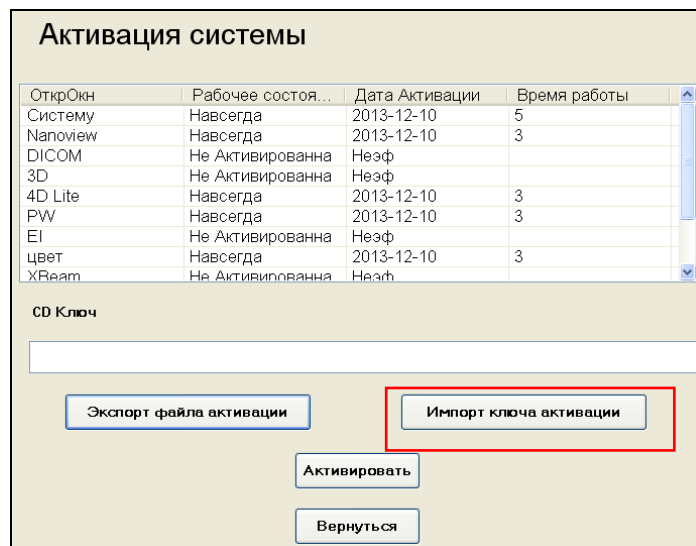 Активация системы
ОткрОкн Рабочее состоя... Дата Активации Время работы
Систему Навсегда 2013-12-10 5
Nanoview Навсегда 2013-12-10 3
DICOM Не Активированна Неэф
3D Не Активированна Неэф
4D Lite Навсегда 2013-12-10 3
PW Навсегда 2013-12-10 3
EI Не Активированна Неэф
цвет Навсегда 2013-12-10 3
XBeam Не Активированна Неэф
CD Ключ
Экспорт файла активации Импорт ключа активации
Активировать
Вернуться